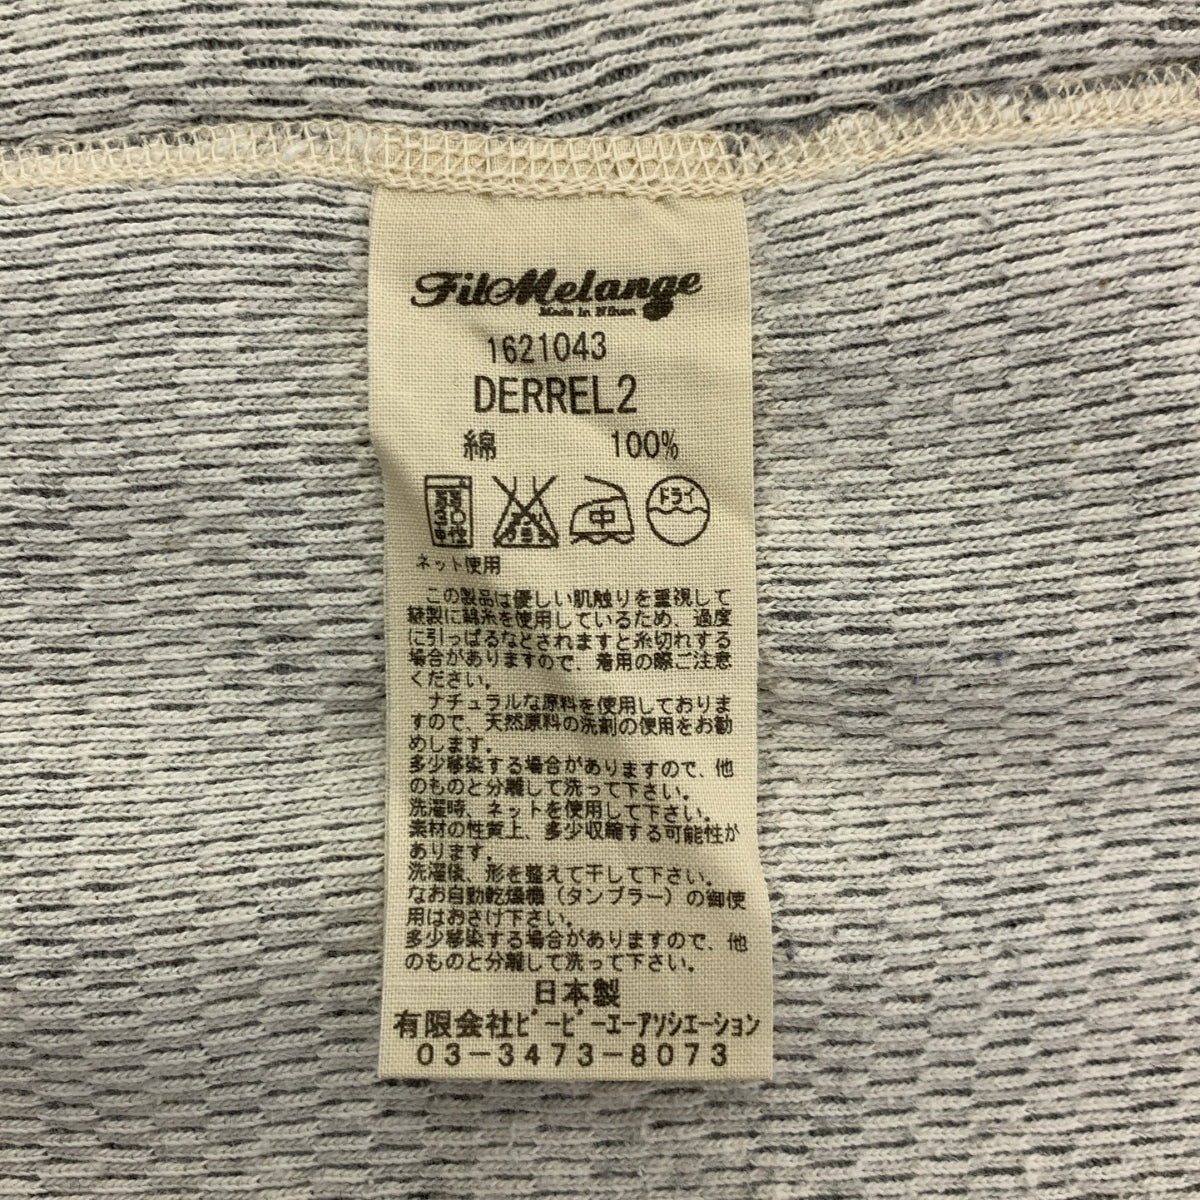 FiloMelange
Made in Nihon
1621043
DERREL2
綿 100%
中 ドライ
ネット使用
この製品は優しい肌触りを重視して
縫製に綿糸を使用しているため、過度
に引っぱるなどされますと糸切れする
場合がありますので、着用の際ご注意
ください。
ナチュラルな原料を使用しておりま
すので、天然原料の洗剤の使用をお勧
めします。
多少移染する場合がありますので、他
のものと分離して洗って下さい。
洗濯時、ネットを使用して下さい。
素材の性質上、多少収縮する可能性が
あります。
洗濯後、形を整えて干して下さい。
なお自動乾燥機（タンブラー）の御使
用はおさけ下さい。
多少移染する場合がありますので、他
のものと分離して洗って下さい。
日本製
有限会社ビーピーエーアソシエーション
03-3473-8073